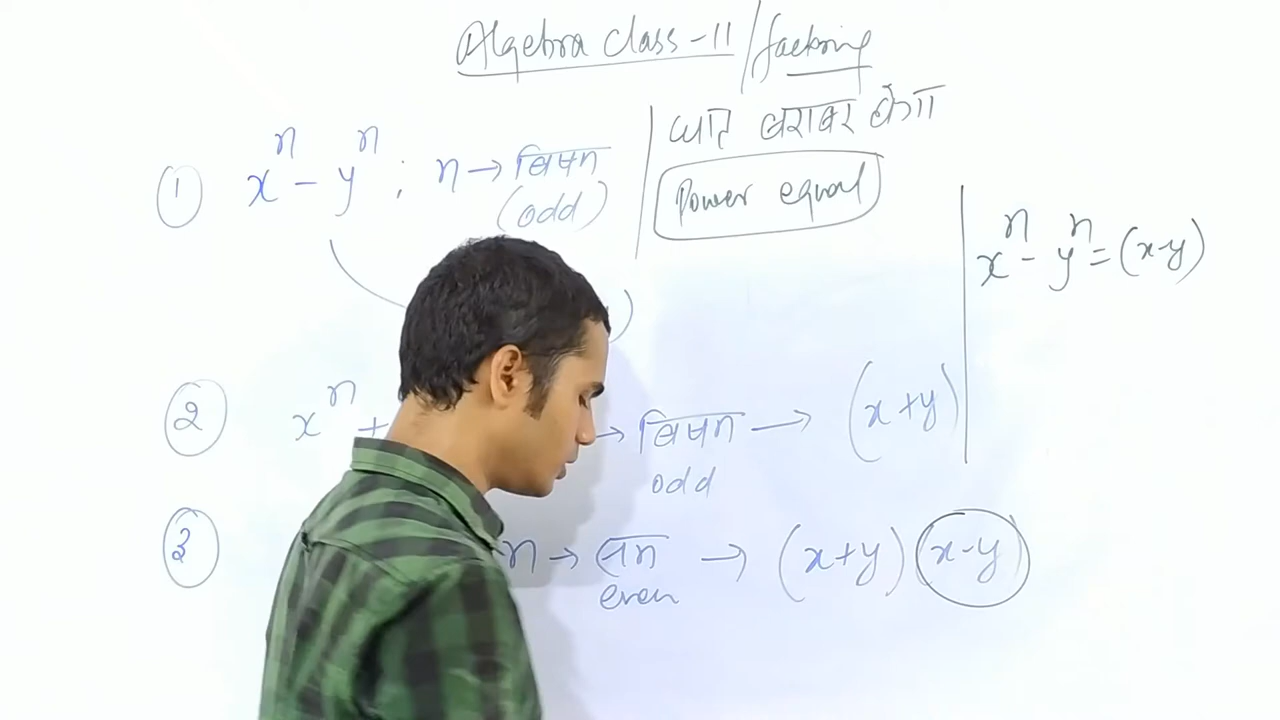 Algebra class-11 / factoring
① xⁿ - yⁿ ; n → विषम (odd)
घात बराबर होगा
Power equal
xⁿ - yⁿ = (x-y)
)
② xⁿ + → विषम → (x+y)
odd
③ n → सम → (x+y) (x-y)
even